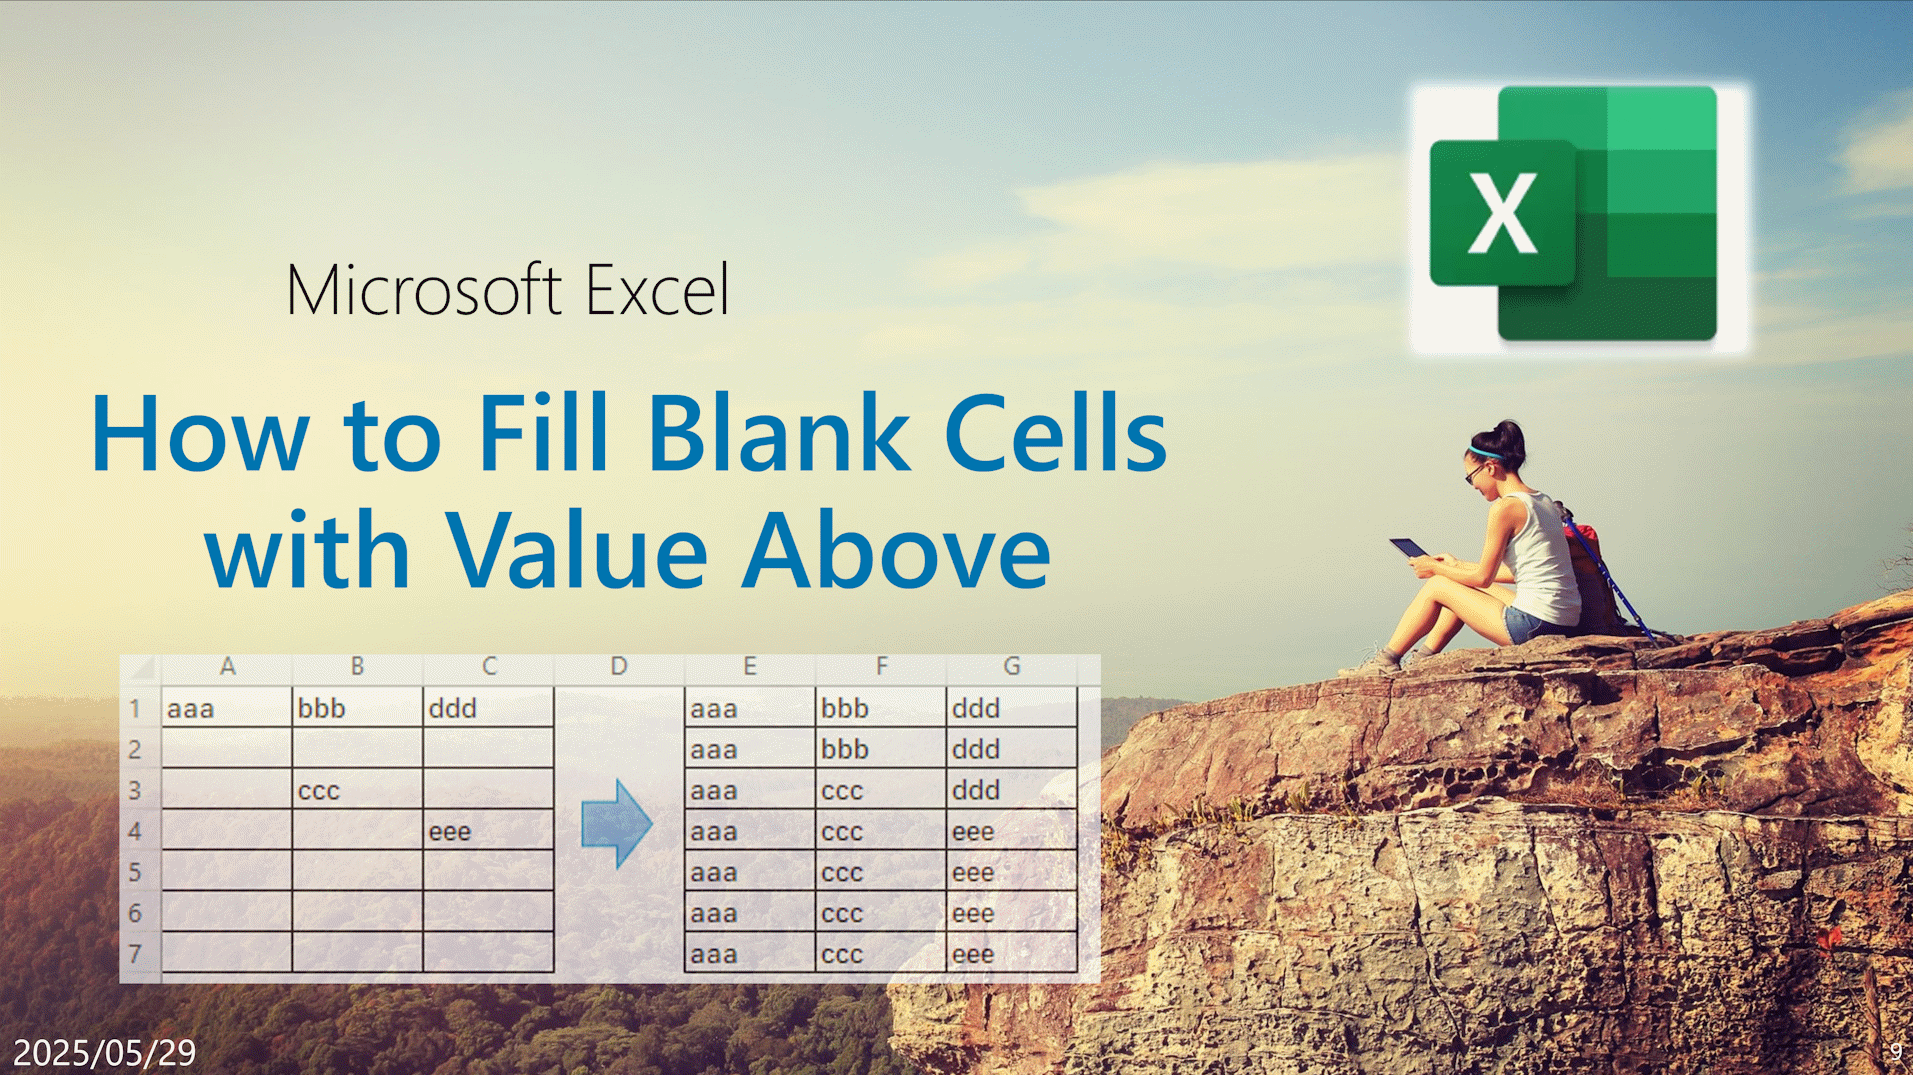 X
Microsoft Excel
How to Fill Blank Cells
with Value Above
A B C D E F G
1 aaa bbb ddd aaa bbb ddd
2 aaa bbb ddd
3 ccc aaa ccc ddd
4 eee aaa ccc eee
5 aaa ccc eee
6 aaa ccc eee
7 aaa ccc eee
2025/05/29
9